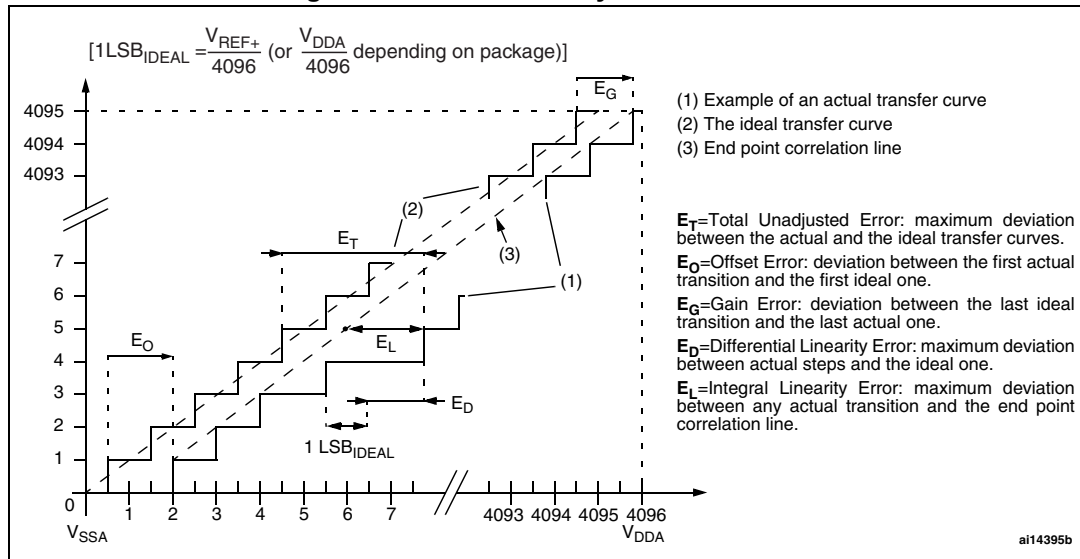 [1LSB_IDEAL = V_REF+ / 4096 (or V_DDA / 4096 depending on package)]
E_G
4095
4094
4093
(1) Example of an actual transfer curve
(2) The ideal transfer curve
(3) End point correlation line
(2)
E_T
(3)
(1)
7
6
5
4
3
2
1
0
E_O
E_L
E_D
1 LSB_IDEAL
E_T=Total Unadjusted Error: maximum deviation
between the actual and the ideal transfer curves.
E_O=Offset Error: deviation between the first actual
transition and the first ideal one.
E_G=Gain Error: deviation between the last ideal
transition and the last actual one.
E_D=Differential Linearity Error: maximum deviation
between actual steps and the ideal one.
E_L=Integral Linearity Error: maximum deviation
between any actual transition and the end point
correlation line.
1 2 3 4 5 6 7 4093 4094 4095 4096
V_SSA V_DDA
ai14395b